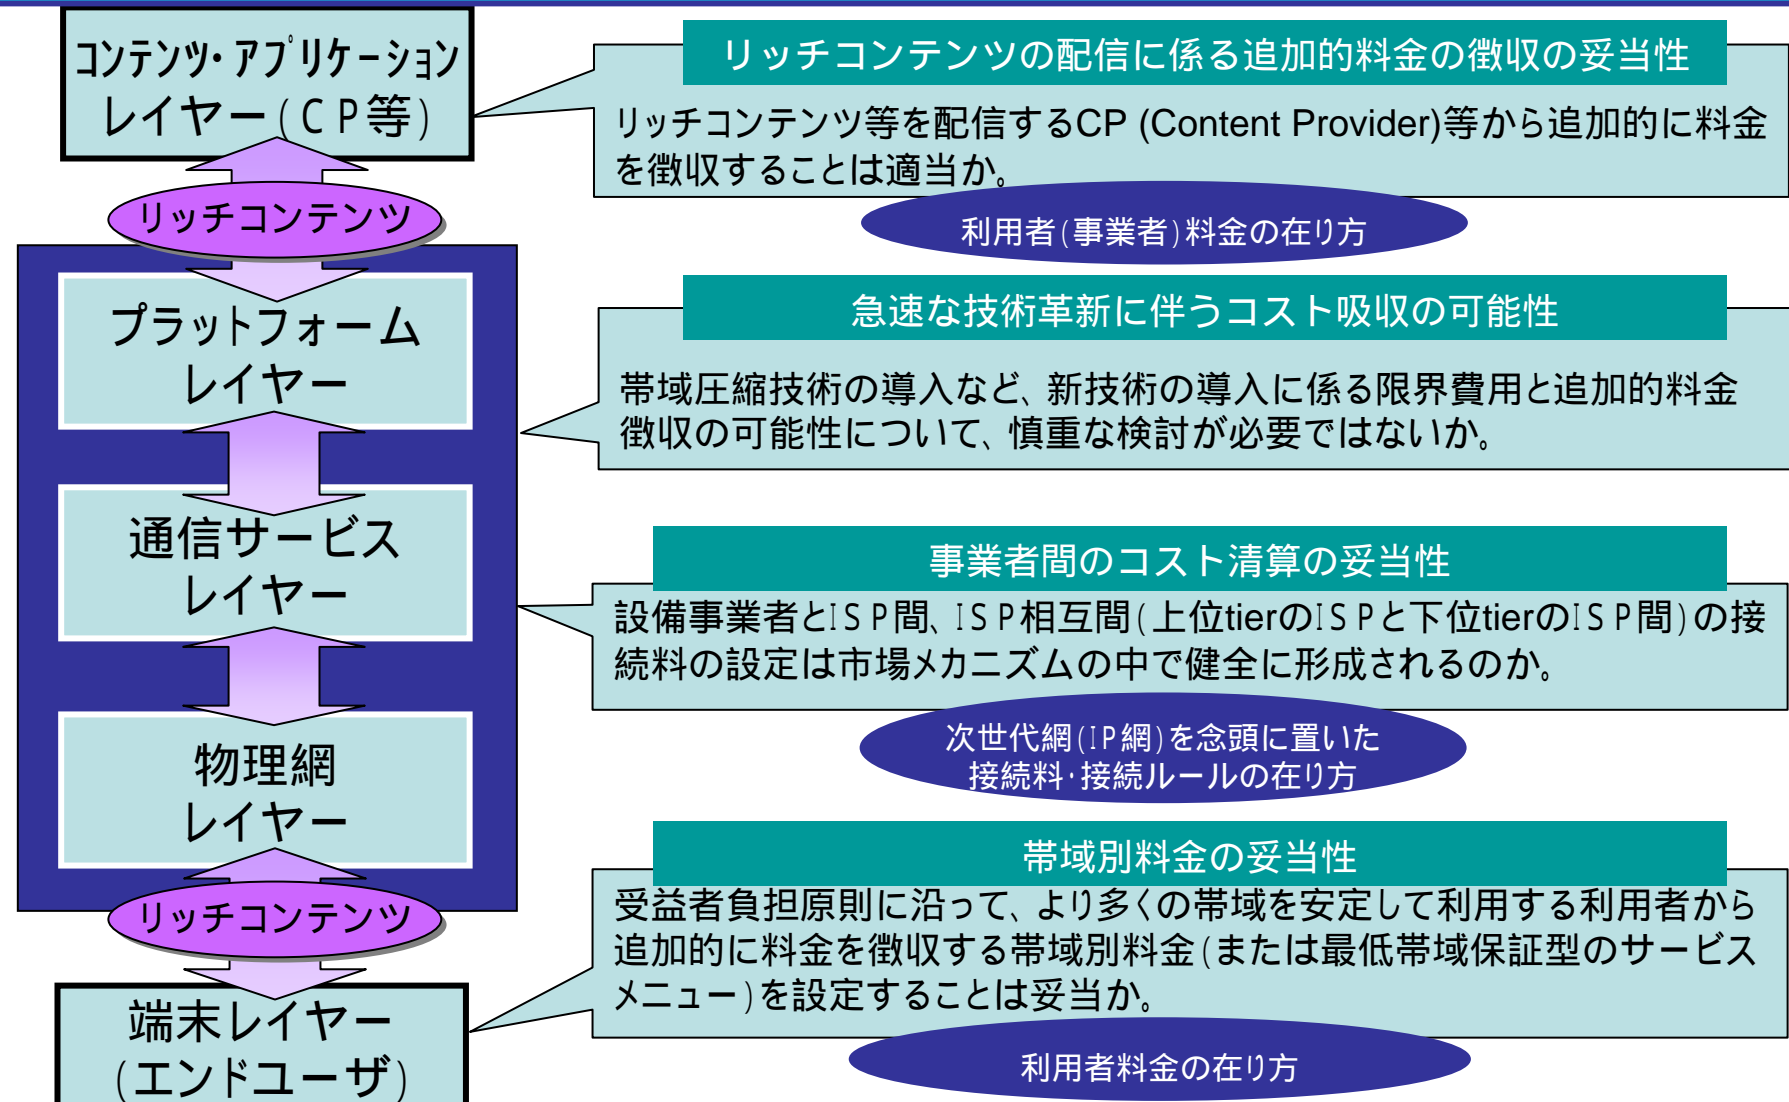 コンテンツ・アプリケーション
レイヤー(CP等)
リッチコンテンツ
プラットフォーム
レイヤー
通信サービス
レイヤー
物理網
レイヤー
リッチコンテンツ
端末レイヤー
(エンドユーザ)
リッチコンテンツの配信に係る追加的料金の徴収の妥当性
リッチコンテンツ等を配信するCP (Content Provider)等から追加的に料金
を徴収することは適当か。
利用者(事業者)料金の在り方
急速な技術革新に伴うコスト吸収の可能性
帯域圧縮技術の導入など、新技術の導入に係る限界費用と追加的料金
徴収の可能性について、慎重な検討が必要ではないか。
事業者間のコスト清算の妥当性
設備事業者とISP間、ISP相互間(上位tierのISPと下位tierのISP間)の接
続料の設定は市場メカニズムの中で健全に形成されるのか。
次世代網(IP網)を念頭に置いた
接続料・接続ルールの在り方
帯域別料金の妥当性
受益者負担原則に沿って、より多くの帯域を安定して利用する利用者から
追加的に料金を徴収する帯域別料金(または最低帯域保証型のサービス
メニュー)を設定することは妥当か。
利用者料金の在り方